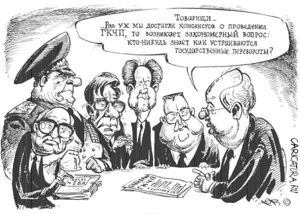 Товарищи...
...Раз уж мы достигли консенсуса о проведении
ГКЧП, то возникает закономерный вопрос:
кто-нибудь знает как устраиваются
государственные перевороты?
CARICATURA.RU